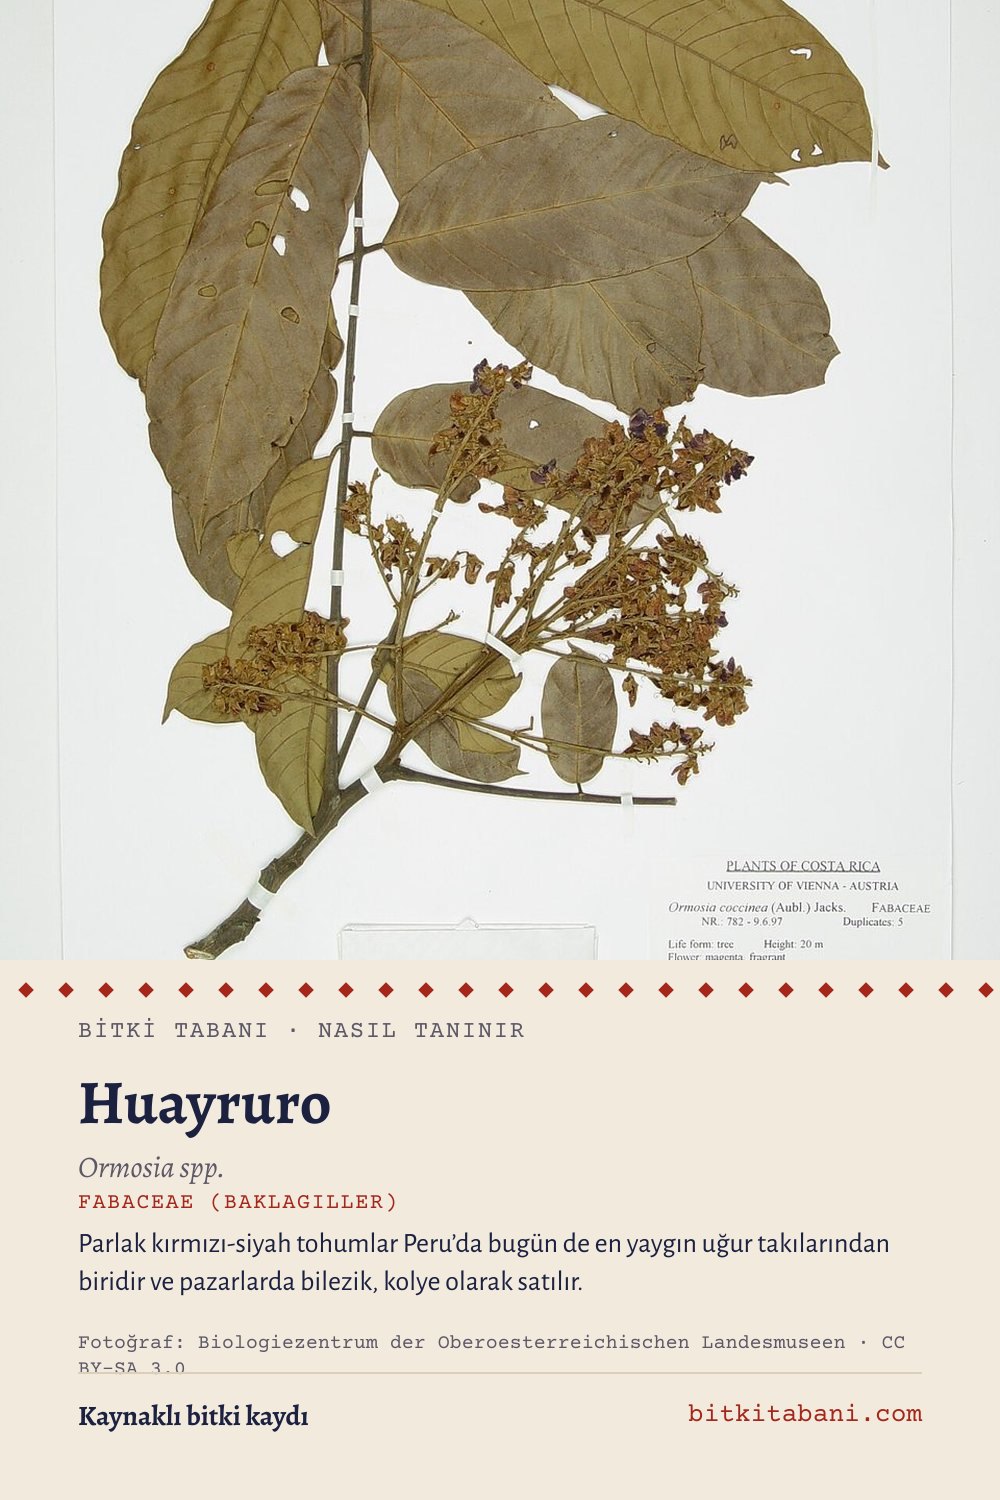 PLANTS OF COSTA RICA
UNIVERSITY OF VIENNA - AUSTRIA
Ormosia coccinea (Aubl.) Jacks. FABACEAE
NR.: 782 - 9.6.97 Duplicates: 5
Life form: tree Height: 20 m
Flower: magenta, fragrant
BİTKİ TABANI · NASIL TANINIR
Huayruro
Ormosia spp.
FABACEAE (BAKLAGILLER)
Parlak kırmızı-siyah tohumlar Peru’da bugün de en yaygın uğur takılarından
biridir ve pazarlarda bilezik, kolye olarak satılır.
Fotoğraf: Biologiezentrum der Oberoesterreichischen Landesmuseen · CC
BY-SA 3.0
Kaynaklı bitki kaydı
bitkitabani.com